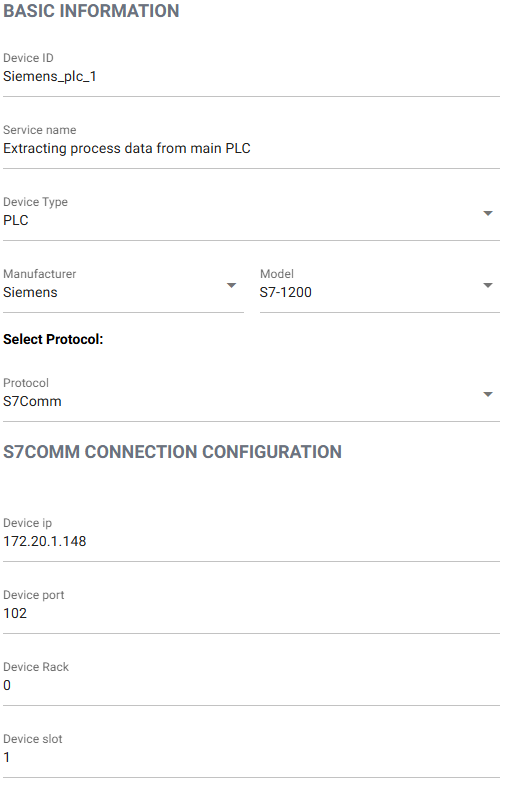 BASIC INFORMATION
Device ID
Siemens_plc_1
Service name
Extracting process data from main PLC
Device Type
PLC
Manufacturer
Siemens
Model
S7-1200
Select Protocol:
Protocol
S7Comm
S7COMM CONNECTION CONFIGURATION
Device ip
172.20.1.148
Device port
102
Device Rack
0
Device slot
1